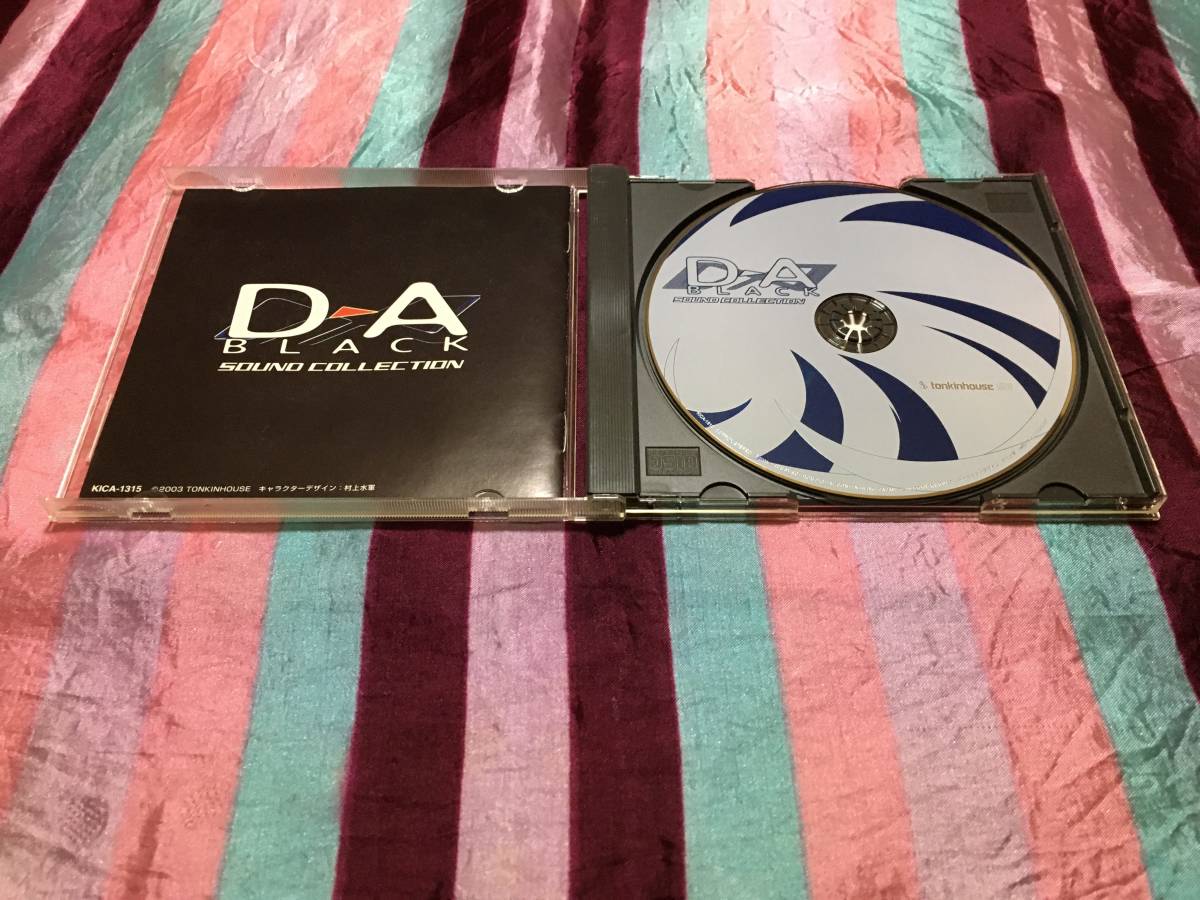 D-A
BLACK
SOUND COLLECTION
KICA-1315 ©2003 TONKINHOUSE キャラクターデザイン：村上水軍
D-A
BLACK
SOUND COLLECTION
tonkinhouse